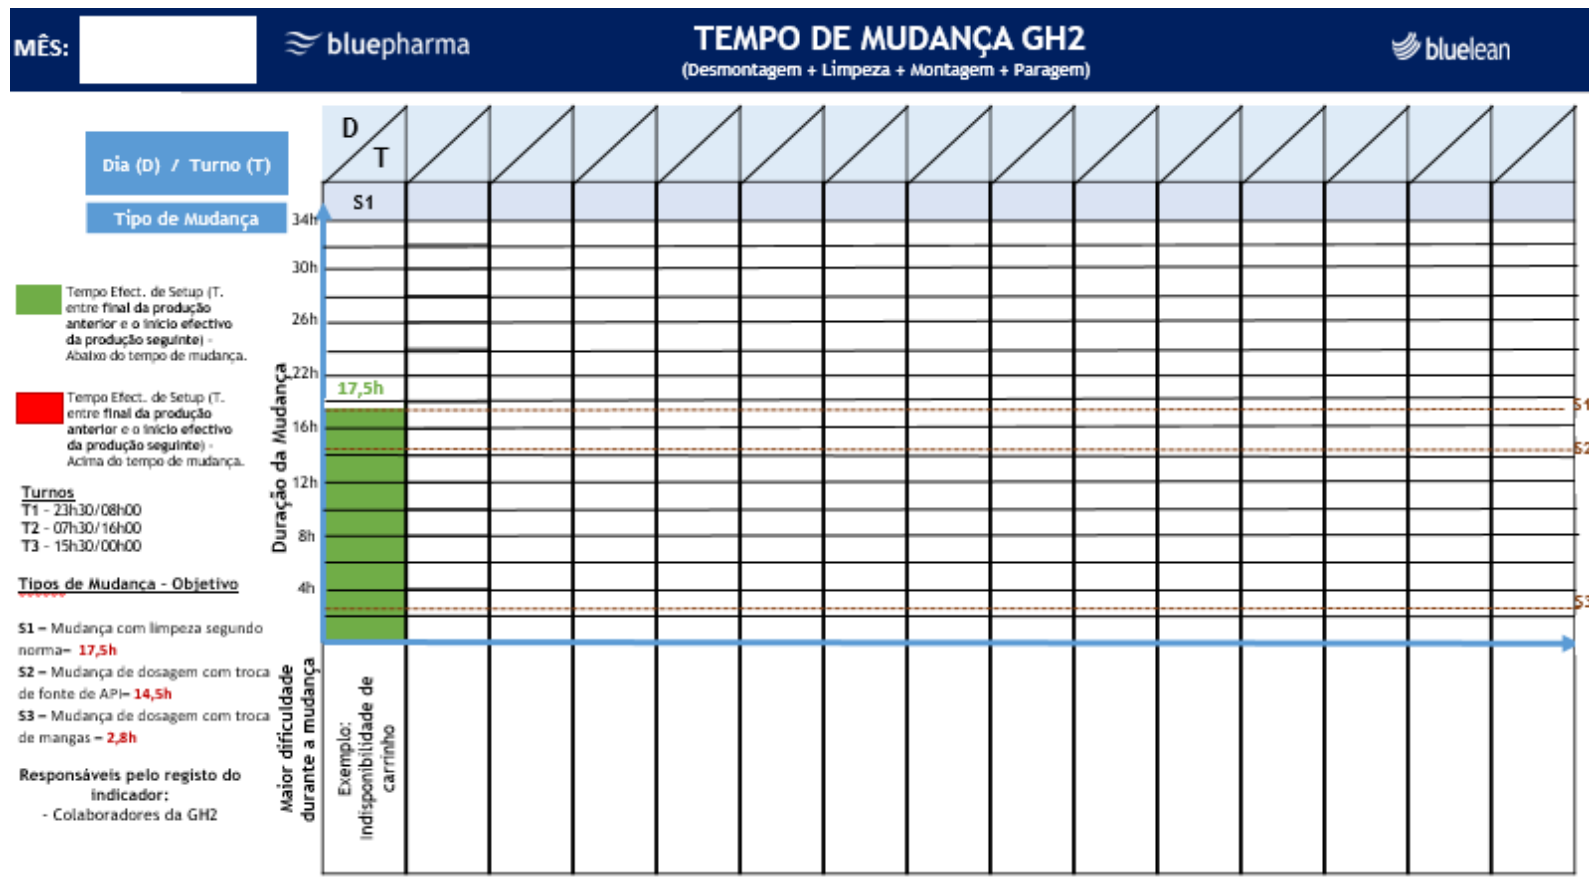 MÊS:
bluepharma
TEMPO DE MUDANÇA GH2
(Desmontagem + Limpeza + Montagem + Paragem)
bluelean
Dia (D) / Turno (T)
Tipo de Mudança
D
T
S1
34h
30h
26h
22h
16h
12h
8h
4h
17,5h
Duração da Mudança
S1
S2
S3
Tempo Efect. de Setup (T.
entre final da produção
anterior e o início efectivo
da produção seguinte) -
Abaixo do tempo de mudança.
Tempo Efect. de Setup (T.
entre final da produção
anterior e o início efectivo
da produção seguinte) -
Acima do tempo de mudança.
Turnos
T1 - 23h30/08h00
T2 - 07h30/16h00
T3 - 15h30/00h00
Tipos de Mudança - Objetivo
S1 – Mudança com limpeza segundo
norma– 17,5h
S2 – Mudança de dosagem com troca
de fonte de API– 14,5h
S3 – Mudança de dosagem com troca
de mangas – 2,8h
Responsáveis pelo registo do
indicador:
- Colaboradores da GH2
Maior dificuldade
durante a mudança
Exemplo:
Indisponibilidade de
carrinho